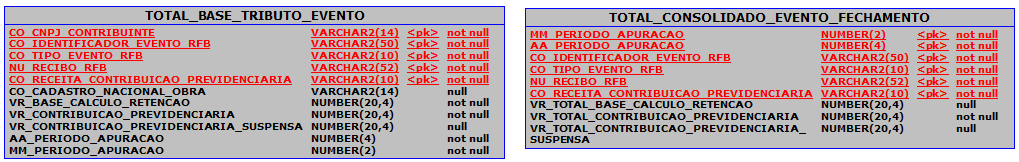 TOTAL_BASE_TRIBUTO_EVENTO
CO_CNPJ_CONTRIBUINTE VARCHAR2(14) <pk> not null
CO_IDENTIFICADOR_EVENTO_RFB VARCHAR2(50) <pk> not null
CO_TIPO_EVENTO_RFB VARCHAR2(10) <pk> not null
NU_RECIBO_RFB VARCHAR2(52) <pk> not null
CO_RECEITA_CONTRIBUICAO_PREVIDENCIARIA VARCHAR2(10) <pk> not null
CO_CADASTRO_NACIONAL_OBRA VARCHAR2(14) null
VR_BASE_CALCULO_RETENCAO NUMBER(20,4) not null
VR_CONTRIBUICAO_PREVIDENCIARIA NUMBER(20,4) not null
VR_CONTRIBUICAO_PREVIDENCIARIA_SUSPENSA NUMBER(20,4) null
AA_PERIODO_APURACAO NUMBER(4) not null
MM_PERIODO_APURACAO NUMBER(2) not null
TOTAL_CONSOLIDADO_EVENTO_FECHAMENTO
MM_PERIODO_APURACAO NUMBER(2) <pk> not null
AA_PERIODO_APURACAO NUMBER(4) <pk> not null
CO_IDENTIFICADOR_EVENTO_RFB VARCHAR2(50) <pk> not null
CO_TIPO_EVENTO_RFB VARCHAR2(10) <pk> not null
NU_RECIBO_RFB VARCHAR2(52) <pk> not null
CO_RECEITA_CONTRIBUICAO_PREVIDENCIARIA VARCHAR2(10) <pk> not null
VR_TOTAL_BASE_CALCULO_RETENCAO NUMBER(20,4) null
VR_TOTAL_CONTRIBUICAO_PREVIDENCIARIA NUMBER(20,4) not null
VR_TOTAL_CONTRIBUICAO_PREVIDENCIARIA_ NUMBER(20,4) null
SUSPENSA